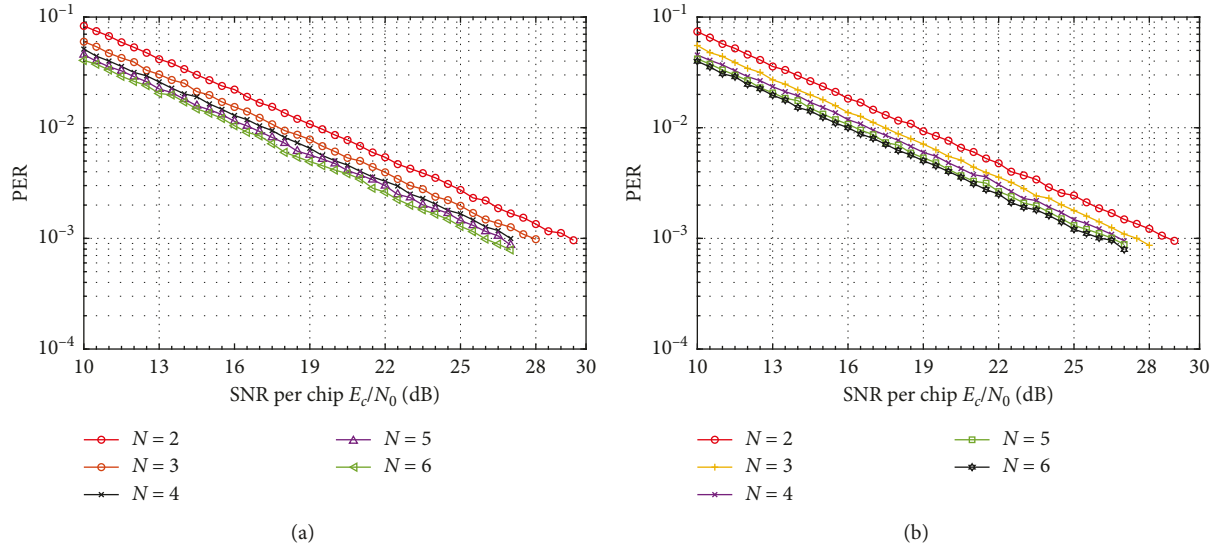 10⁻¹
10⁻²
10⁻³
10⁻⁴
PER
10 13 16 19 22 25 28 30
SNR per chip E_c/N_0 (dB)
N = 2
N = 3
N = 4
N = 5
N = 6
(a)
10⁻¹
10⁻²
10⁻³
10⁻⁴
PER
10 13 16 19 22 25 28 30
SNR per chip E_c/N_0 (dB)
N = 2
N = 3
N = 4
N = 5
N = 6
(b)